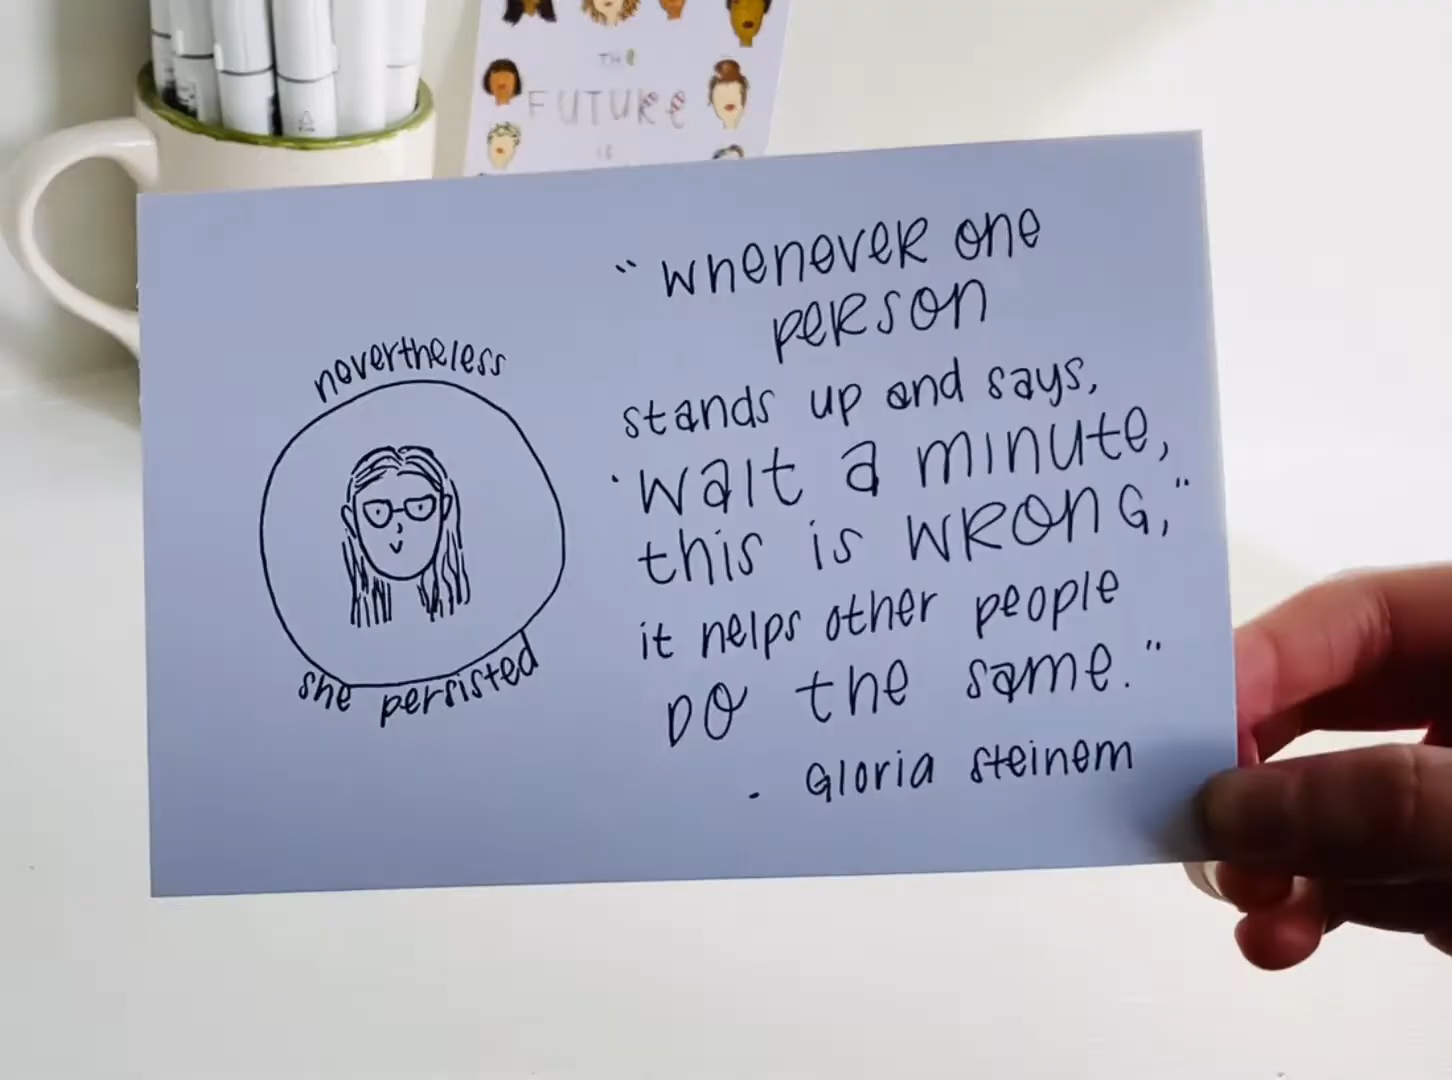 THE
FUTURE
IS
nevertheless
she persisted
"Whenever one
person
stands up and says,
'Wait a minute,
this is wrong,"
it helps other people
do the same."
- Gloria Steinem